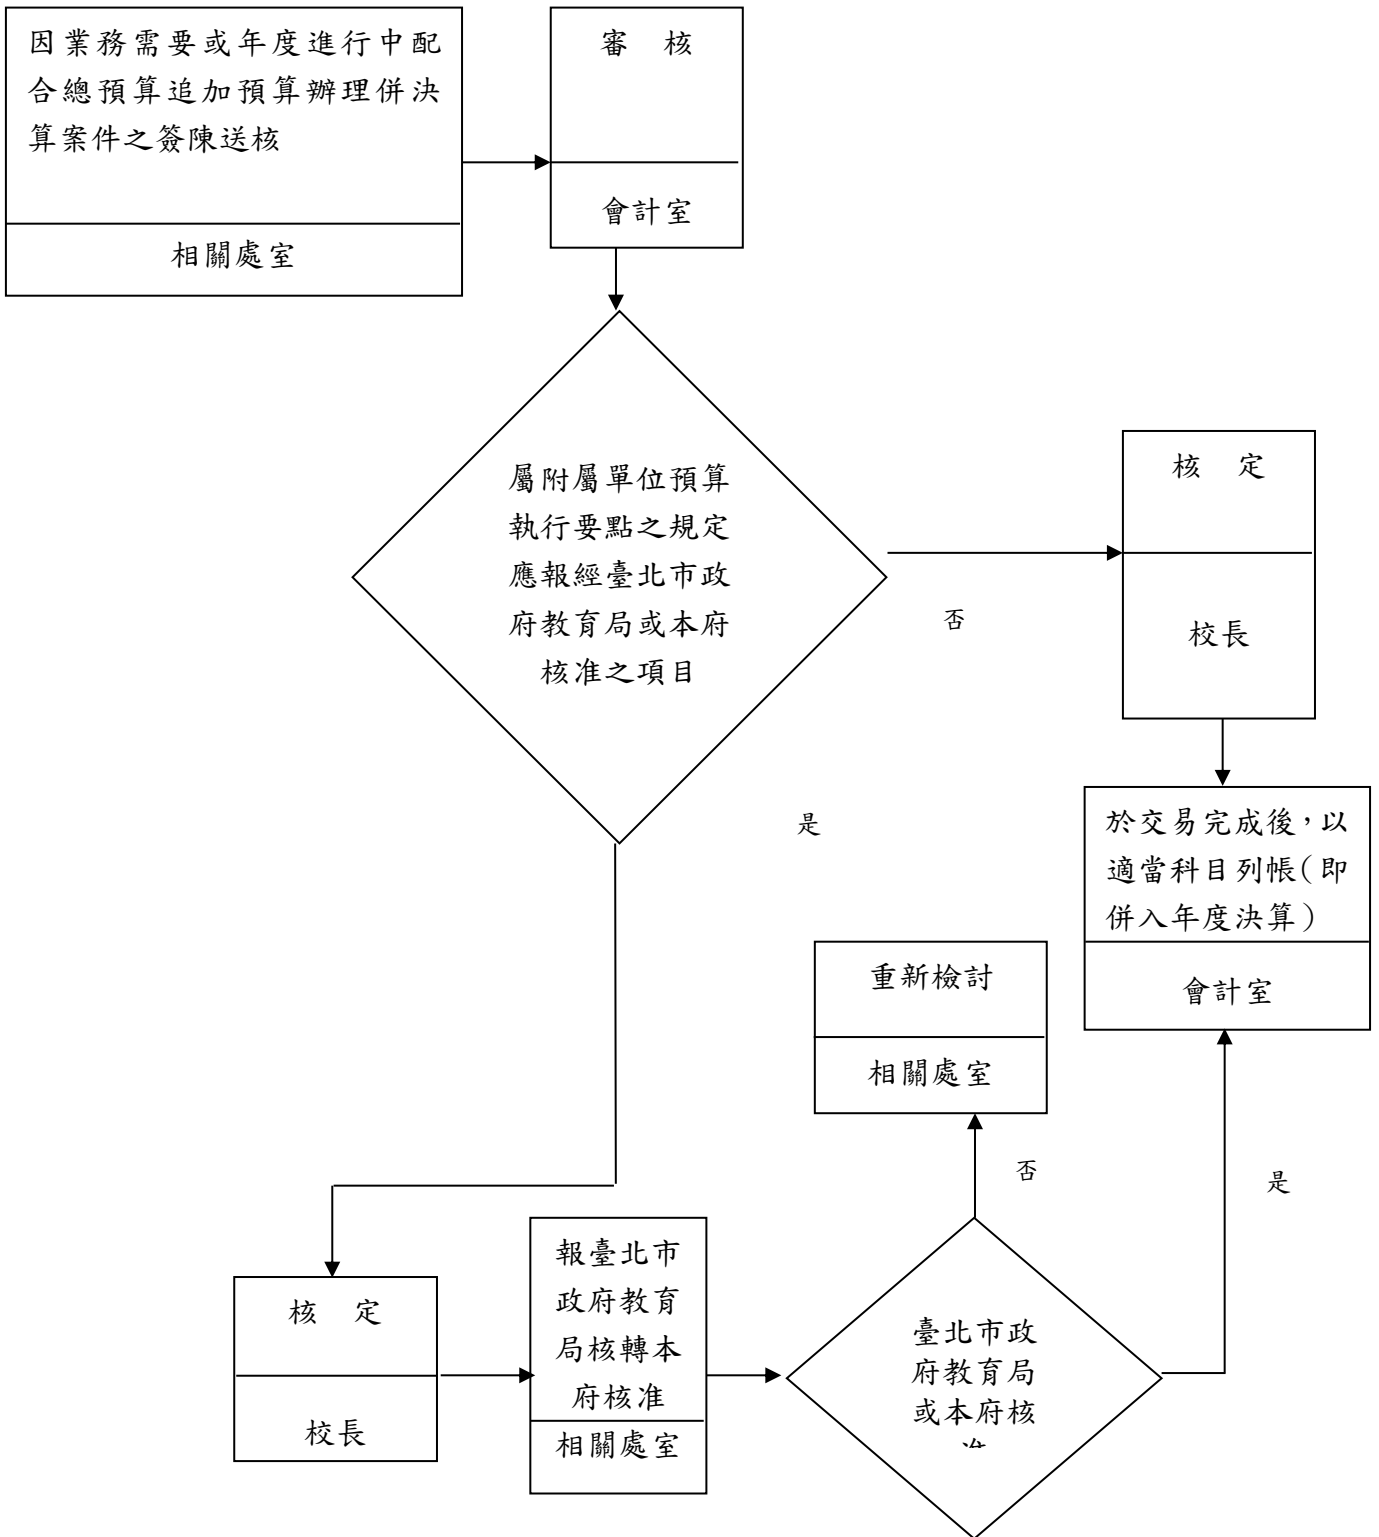 因業務需要或年度進行中配
合總預算追加預算辦理併決
算案件之簽陳送核
相關處室
審 核
會計室
屬附屬單位預算
執行要點之規定
應報經臺北市政
府教育局或本府
核准之項目
否
核 定
校長
是
於交易完成後，以
適當科目列帳（即
併入年度決算）
會計室
重新檢討
相關處室
否
是
核 定
校長
報臺北市
政府教育
局核轉本
府核准
相關處室
臺北市政
府教育局
或本府核